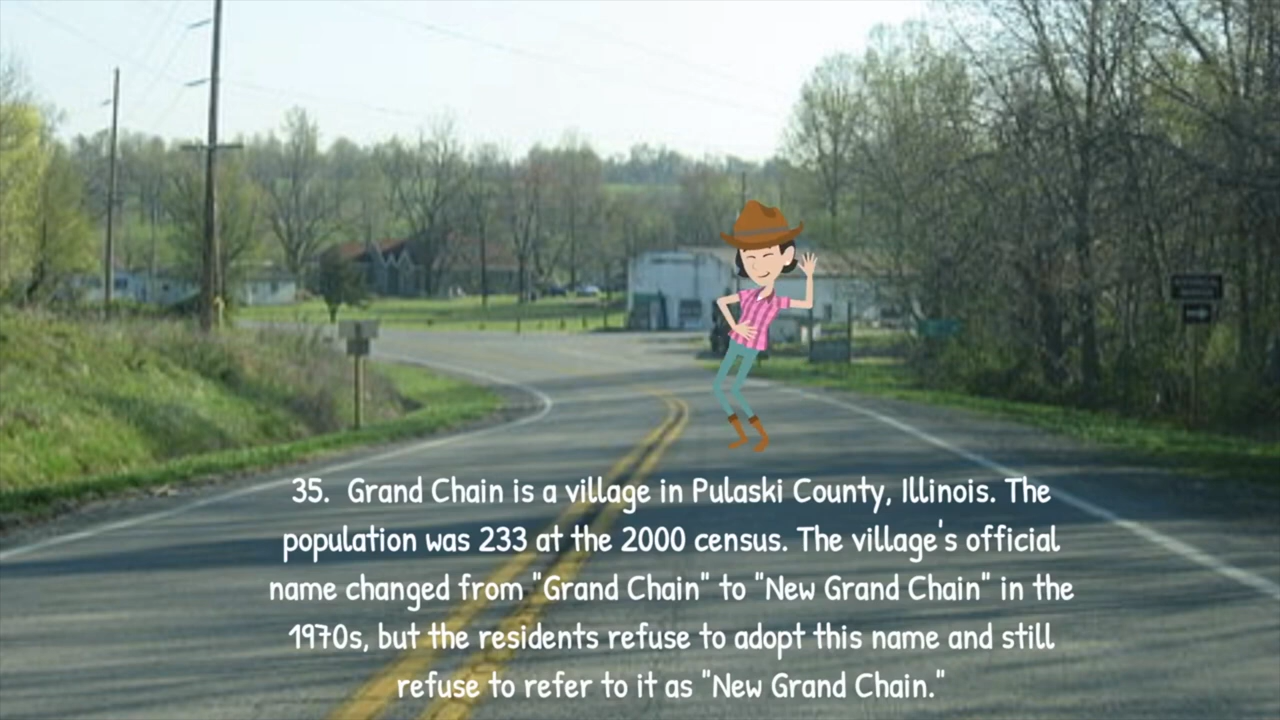 35.  Grand Chain is a village in Pulaski County, Illinois. The
population was 233 at the 2000 census. The village's official
name changed from "Grand Chain" to "New Grand Chain" in the
1970s, but the residents refuse to adopt this name and still
refuse to refer to it as "New Grand Chain."